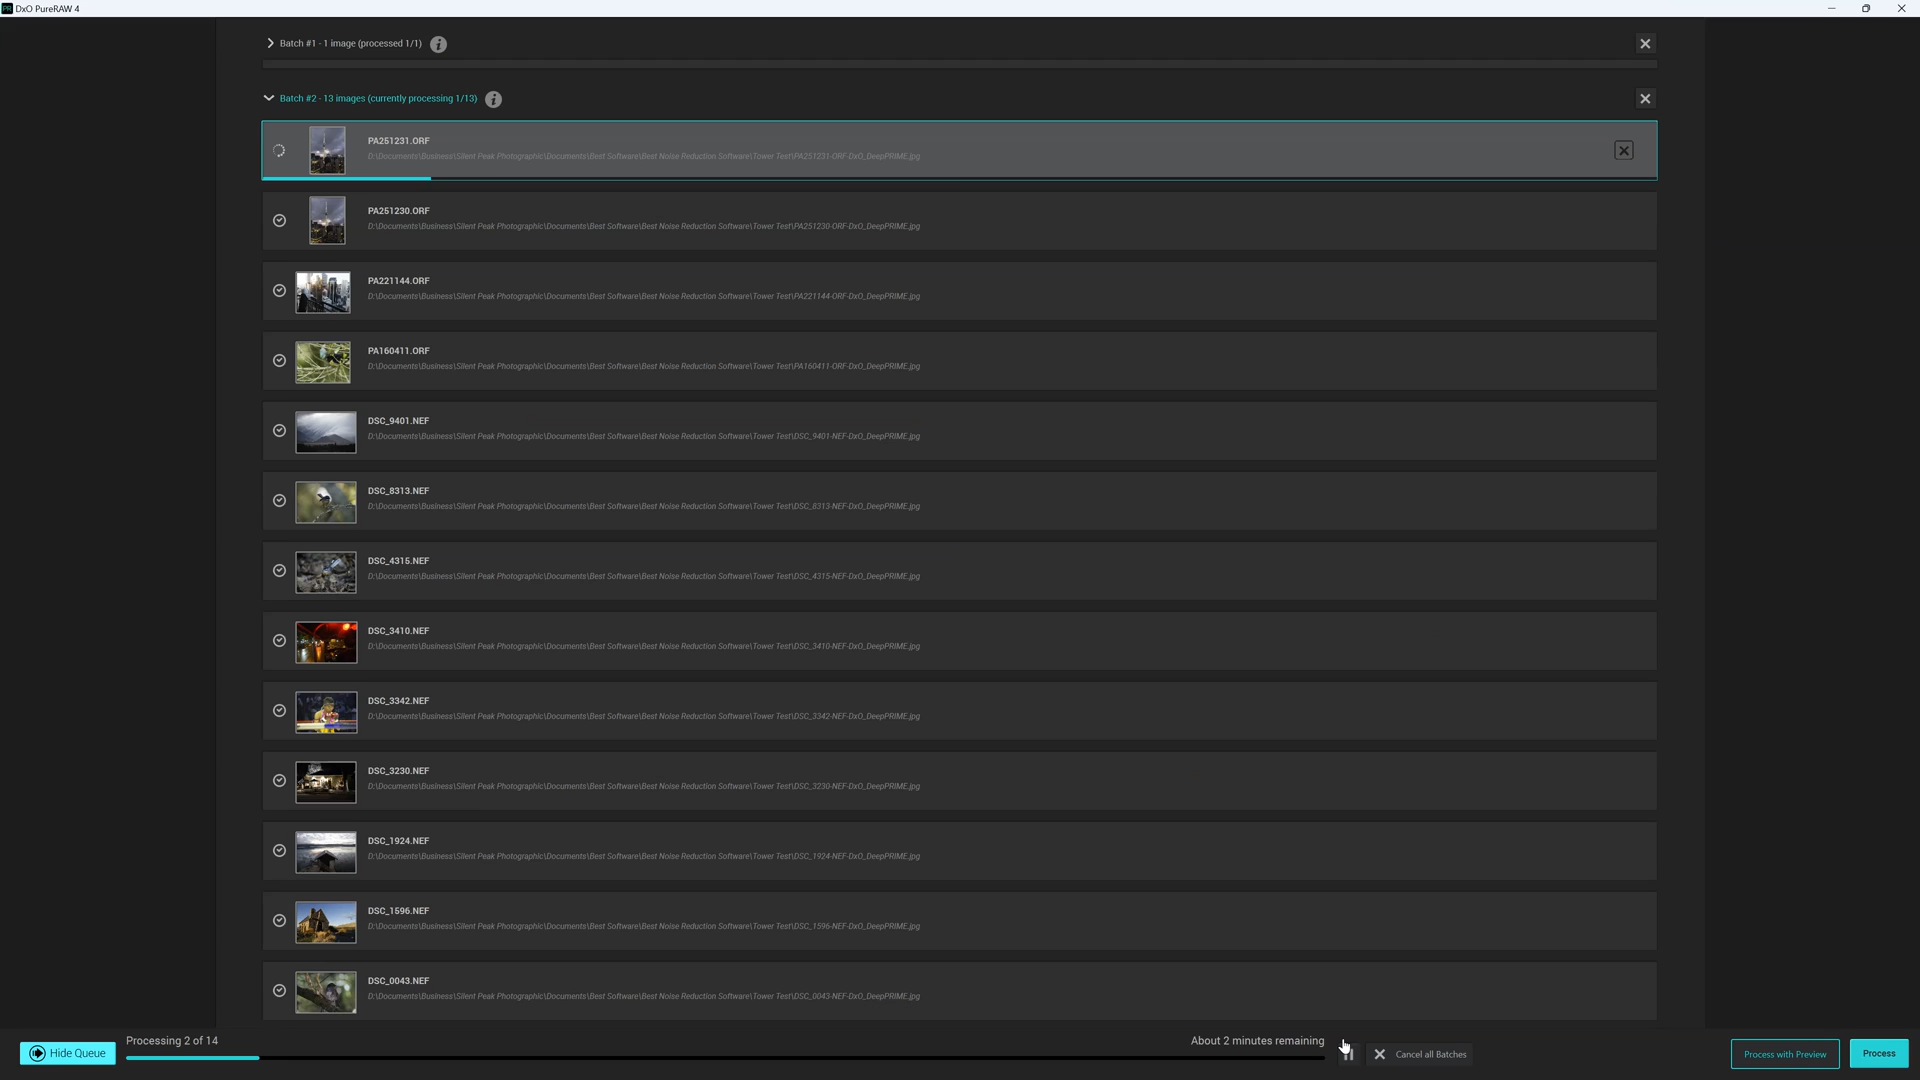 PR DxO PureRAW 4
Batch #1 - 1 image (processed 1/1) i
Batch #2 - 13 images (currently processing 1/13) i
PA251231.ORF
D:\Documents\Business\Silent Peak Photographic\Documents\Best Software\Best Noise Reduction Software\Tower Test\PA251231-ORF-DxO_DeepPRIME.jpg
PA251230.ORF
D:\Documents\Business\Silent Peak Photographic\Documents\Best Software\Best Noise Reduction Software\Tower Test\PA251230-ORF-DxO_DeepPRIME.jpg
PA221144.ORF
D:\Documents\Business\Silent Peak Photographic\Documents\Best Software\Best Noise Reduction Software\Tower Test\PA221144-ORF-DxO_DeepPRIME.jpg
PA160411.ORF
D:\Documents\Business\Silent Peak Photographic\Documents\Best Software\Best Noise Reduction Software\Tower Test\PA160411-ORF-DxO_DeepPRIME.jpg
DSC_9401.NEF
D:\Documents\Business\Silent Peak Photographic\Documents\Best Software\Best Noise Reduction Software\Tower Test\DSC_9401-NEF-DxO_DeepPRIME.jpg
DSC_8313.NEF
D:\Documents\Business\Silent Peak Photographic\Documents\Best Software\Best Noise Reduction Software\Tower Test\DSC_8313-NEF-DxO_DeepPRIME.jpg
DSC_4315.NEF
D:\Documents\Business\Silent Peak Photographic\Documents\Best Software\Best Noise Reduction Software\Tower Test\DSC_4315-NEF-DxO_DeepPRIME.jpg
DSC_3410.NEF
D:\Documents\Business\Silent Peak Photographic\Documents\Best Software\Best Noise Reduction Software\Tower Test\DSC_3410-NEF-DxO_DeepPRIME.jpg
DSC_3342.NEF
D:\Documents\Business\Silent Peak Photographic\Documents\Best Software\Best Noise Reduction Software\Tower Test\DSC_3342-NEF-DxO_DeepPRIME.jpg
DSC_3230.NEF
D:\Documents\Business\Silent Peak Photographic\Documents\Best Software\Best Noise Reduction Software\Tower Test\DSC_3230-NEF-DxO_DeepPRIME.jpg
DSC_1924.NEF
D:\Documents\Business\Silent Peak Photographic\Documents\Best Software\Best Noise Reduction Software\Tower Test\DSC_1924-NEF-DxO_DeepPRIME.jpg
DSC_1596.NEF
D:\Documents\Business\Silent Peak Photographic\Documents\Best Software\Best Noise Reduction Software\Tower Test\DSC_1596-NEF-DxO_DeepPRIME.jpg
DSC_0043.NEF
D:\Documents\Business\Silent Peak Photographic\Documents\Best Software\Best Noise Reduction Software\Tower Test\DSC_0043-NEF-DxO_DeepPRIME.jpg
Hide Queue
Processing 2 of 14
About 2 minutes remaining
Cancel all Batches
Process with Preview
Process